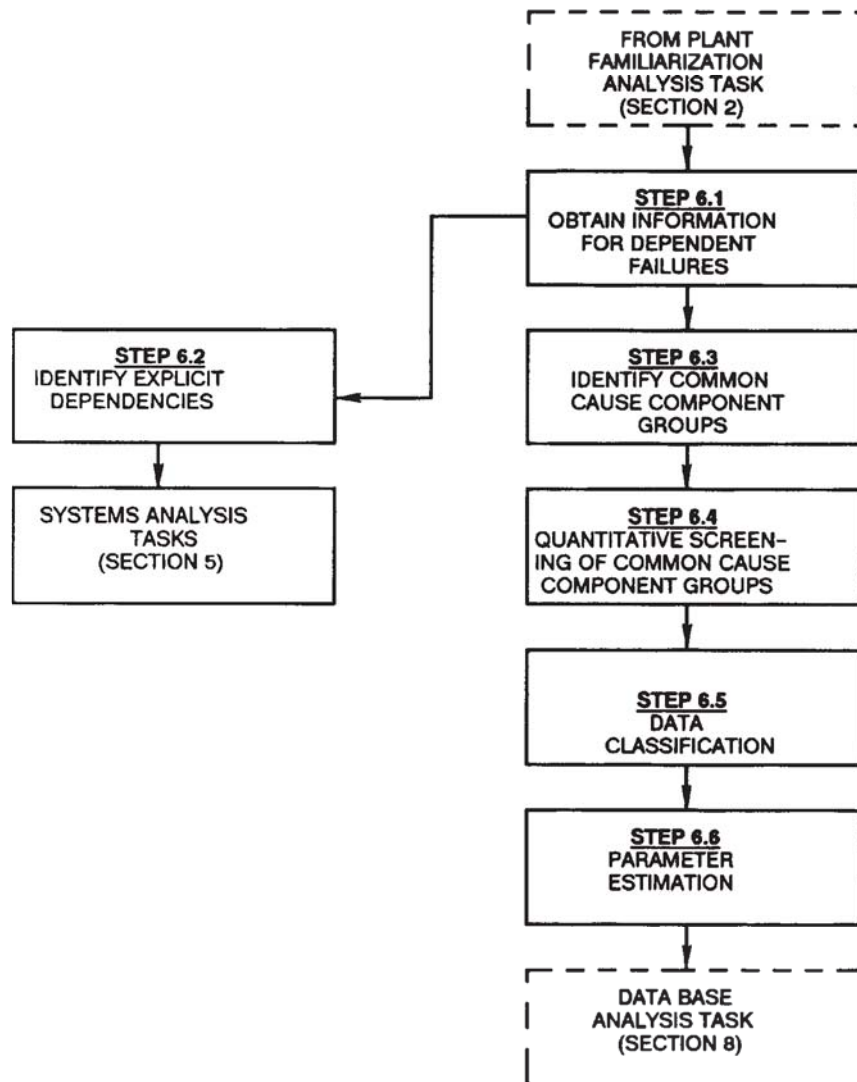 FROM PLANT
FAMILIARIZATION
ANALYSIS TASK
(SECTION 2)
STEP 6.1
OBTAIN INFORMATION
FOR DEPENDENT
FAILURES
STEP 6.2
IDENTIFY EXPLICIT
DEPENDENCIES
SYSTEMS ANALYSIS
TASKS
(SECTION 5)
STEP 6.3
IDENTIFY COMMON
CAUSE COMPONENT
GROUPS
STEP 6.4
QUANTITATIVE SCREEN-
ING OF COMMON CAUSE
COMPONENT GROUPS
STEP 6.5
DATA
CLASSIFICATION
STEP 6.6
PARAMETER
ESTIMATION
DATA BASE
ANALYSIS TASK
(SECTION 8)